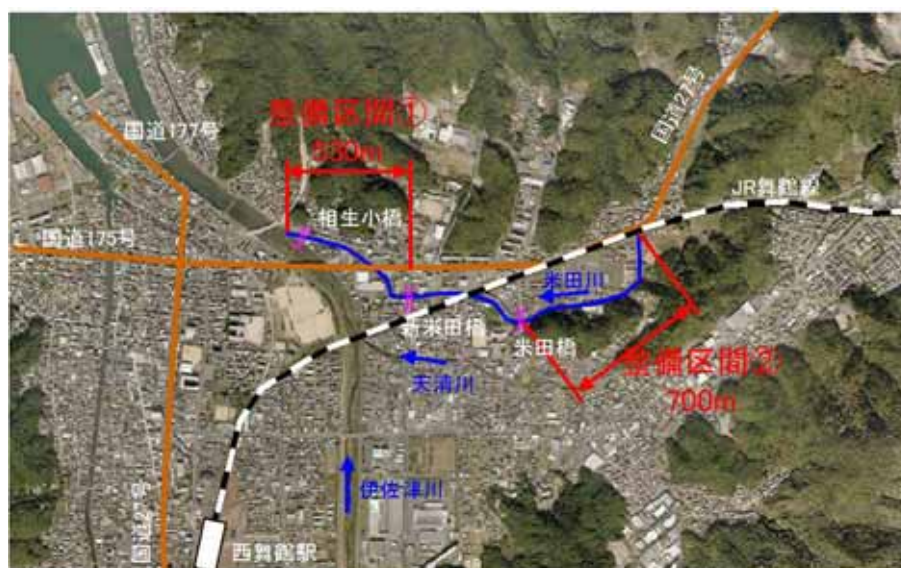 整備区間①
530m
国道177号
国道27号
JR舞鶴線
相生小橋
国道175号
米田川
新米田橋
米田橋
整備区間②
700m
天清川
伊佐津川
国道27号
西舞鶴駅